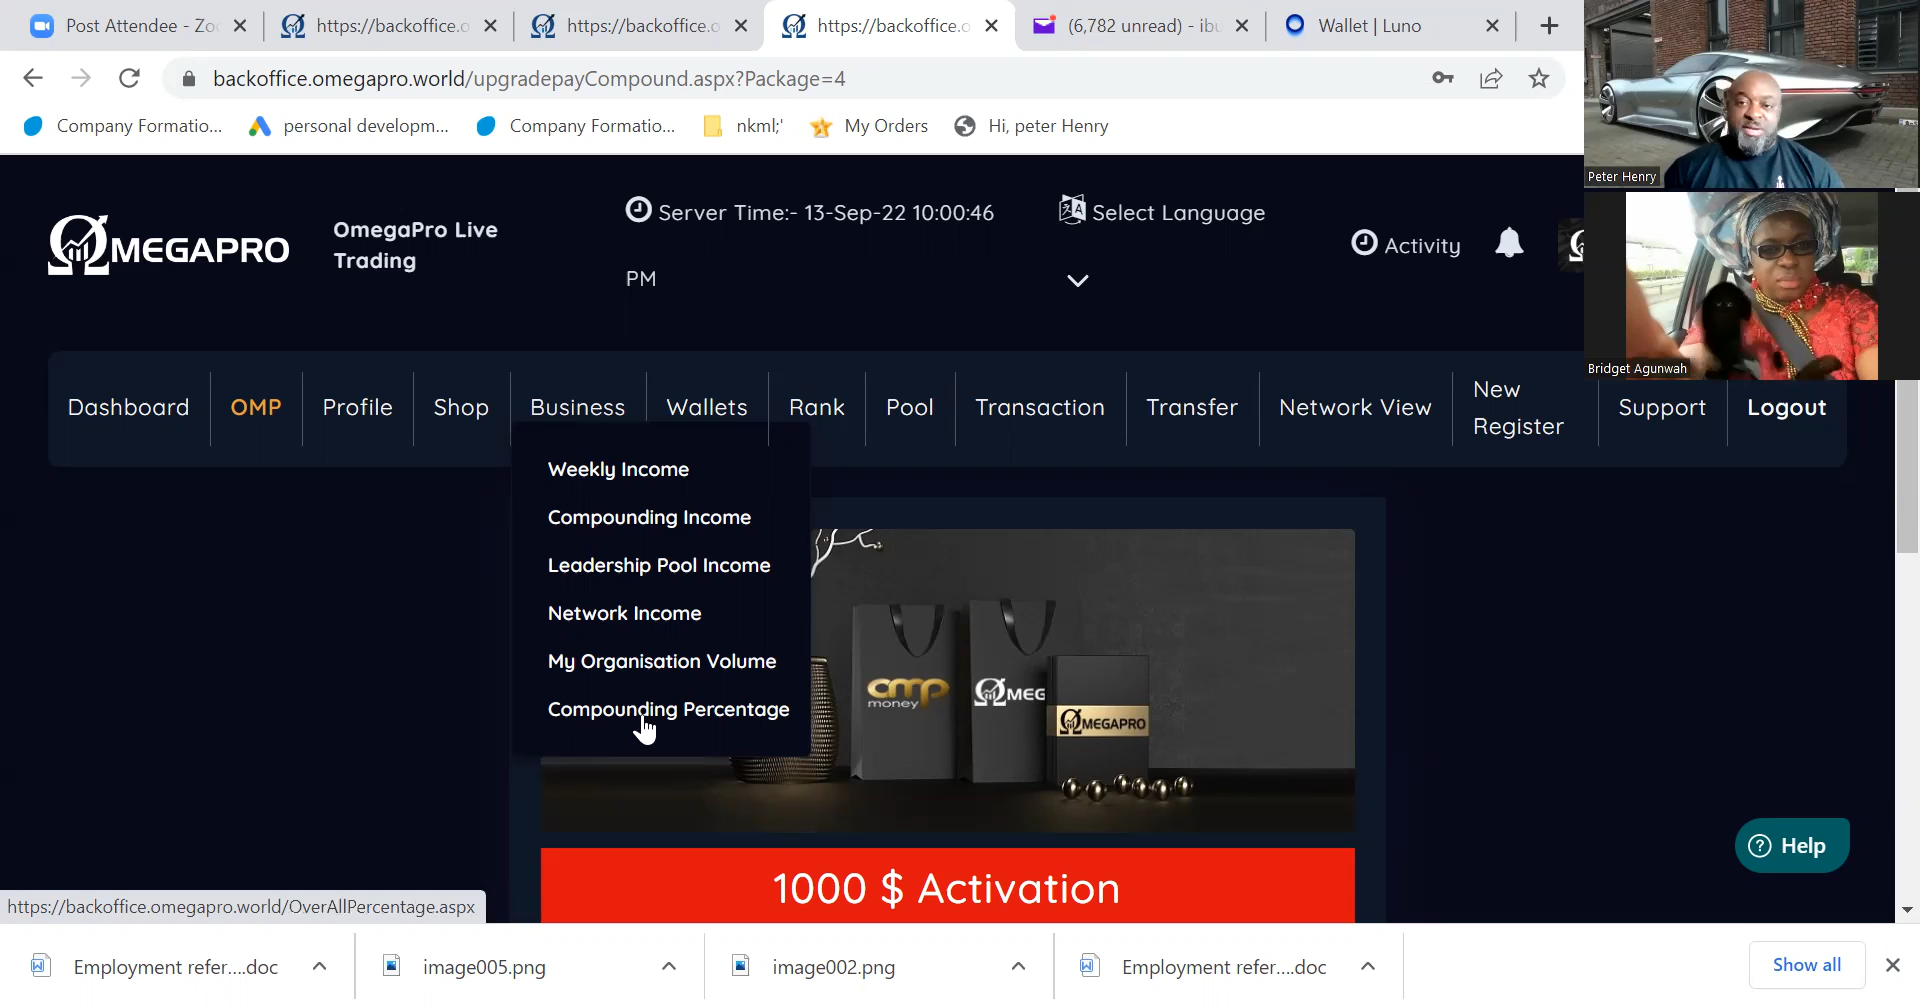 Post Attendee - Zo
https://backoffice.o
https://backoffice.o
https://backoffice.o
(6,782 unread) - ibu
Wallet | Luno
backoffice.omegapro.world/upgradepayCompound.aspx?Package=4
Company Formatio...
personal developm...
Company Formatio...
nkml;'
My Orders
Hi, peter Henry
Peter Henry
Bridget Agunwah
ΩMEGAPRO
OmegaPro Live
Trading
Server Time:- 13-Sep-22 10:00:46
PM
Select Language
Activity
Dashboard
OMP
Profile
Shop
Business
Wallets
Rank
Pool
Transaction
Transfer
Network View
New
Register
Support
Logout
Weekly Income
Compounding Income
Leadership Pool Income
Network Income
My Organisation Volume
Compounding Percentage
omp
money
ΩMEG
ΩMEGAPRO
1000 $ Activation
? Help
https://backoffice.omegapro.world/OverAllPercentage.aspx
Employment refer....doc
image005.png
image002.png
Employment refer....doc
Show all